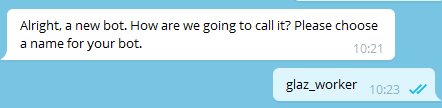 Alright, a new bot. How are we going to call it? Please choose
a name for your bot.
10:21
glaz_worker 10:23